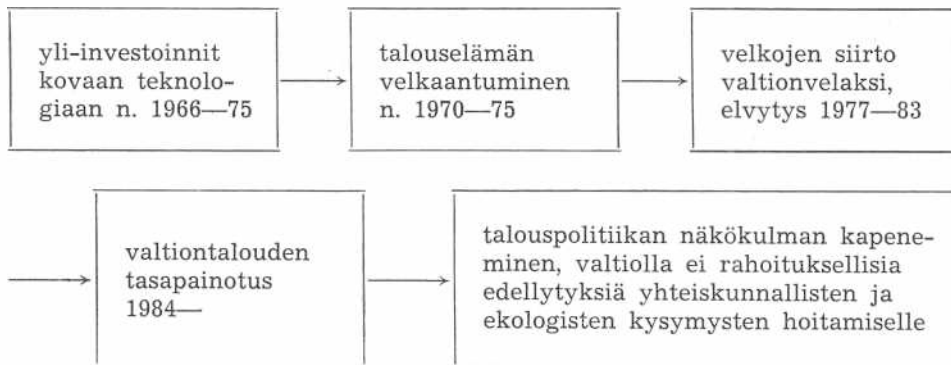 yli-investoinnit
kovaan teknolo-
giaan n. 1966—75
talouselämän
velkaantuminen
n. 1970—75
velkojen siirto
valtionvelaksi,
elvytys 1977—83
valtiontalouden
tasapainotus
1984—
talouspolitiikan näkökulman kapene-
minen, valtiolla ei rahoituksellisia
edellytyksiä yhteiskunnallisten ja
ekologisten kysymysten hoitamiselle